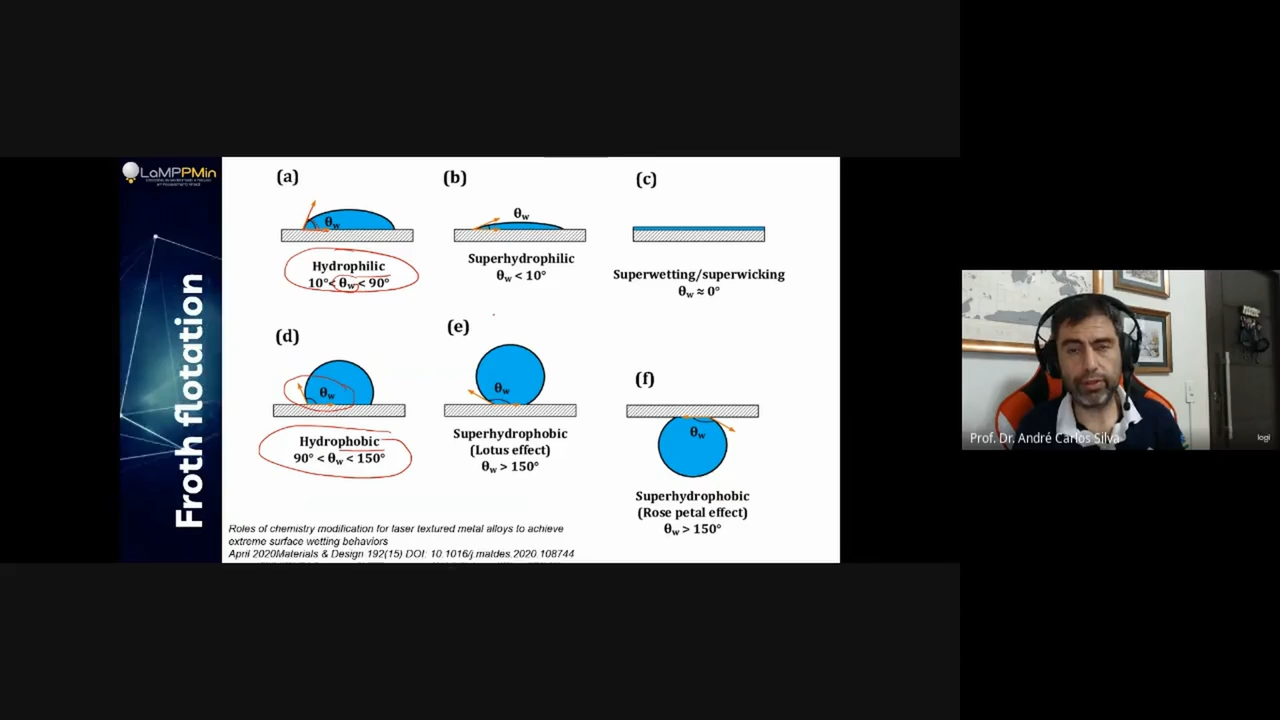 LaMPPMin
Froth flotation
(a)
θw
Hydrophilic
10°< θw < 90°
(b)
θw
Superhydrophilic
θw < 10°
(c)
Superwetting/superwicking
θw ≈ 0°
(d)
θw
Hydrophobic
90° < θw < 150°
(e)
θw
Superhydrophobic
(Lotus effect)
θw > 150°
(f)
θw
Superhydrophobic
(Rose petal effect)
θw > 150°
Roles of chemistry modification for laser textured metal alloys to achieve
extreme surface wetting behaviors
April 2020Materials & Design 192(15) DOI: 10.1016/j.matdes.2020.108744
Prof. Dr. André Carlos Silva
logi